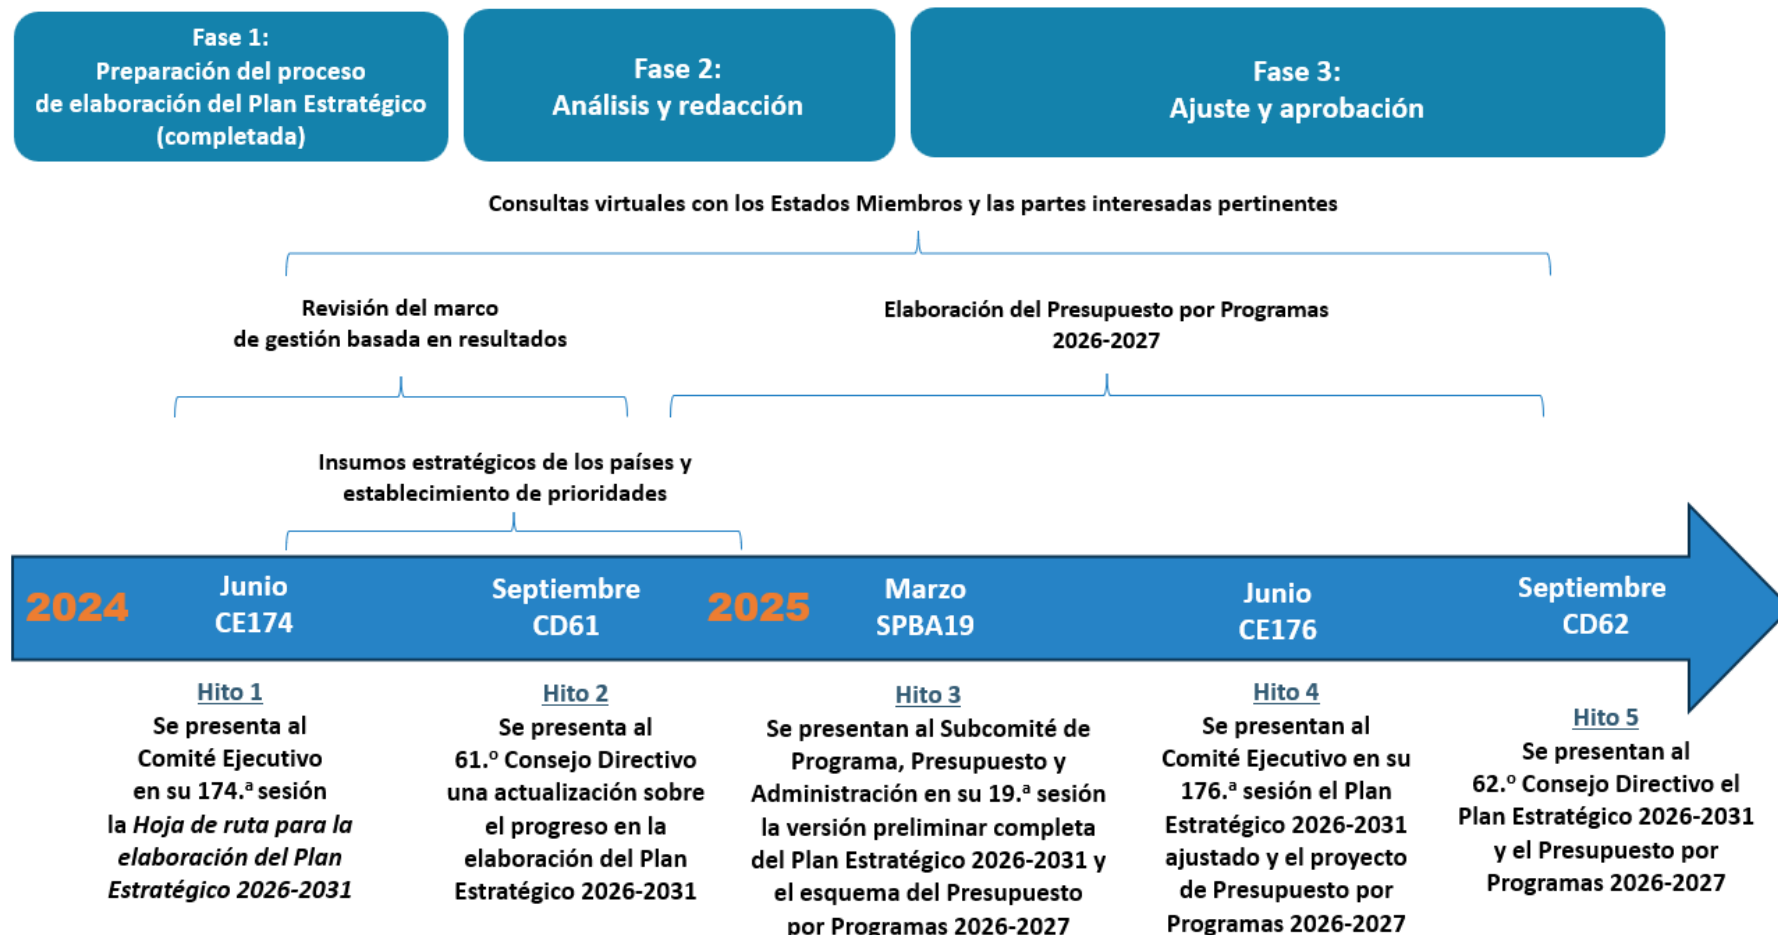 Fase 1:
Preparación del proceso
de elaboración del Plan Estratégico
(completada)
Fase 2:
Análisis y redacción
Fase 3:
Ajuste y aprobación
Consultas virtuales con los Estados Miembros y las partes interesadas pertinentes
Revisión del marco
de gestión basada en resultados
Elaboración del Presupuesto por Programas
2026-2027
Insumos estratégicos de los países y
establecimiento de prioridades
2024
Junio
CE174
Septiembre
CD61
2025
Marzo
SPBA19
Junio
CE176
Septiembre
CD62
Hito 1
Se presenta al
Comité Ejecutivo
en su 174.ª sesión
la Hoja de ruta para la
elaboración del Plan
Estratégico 2026-2031
Hito 2
Se presenta al
61.º Consejo Directivo
una actualización sobre
el progreso en la
elaboración del Plan
Estratégico 2026-2031
Hito 3
Se presentan al Subcomité de
Programa, Presupuesto y
Administración en su 19.ª sesión
la versión preliminar completa
del Plan Estratégico 2026-2031 y
el esquema del Presupuesto
por Programas 2026-2027
Hito 4
Se presentan al
Comité Ejecutivo en su
176.ª sesión el Plan
Estratégico 2026-2031
ajustado y el proyecto
de Presupuesto por
Programas 2026-2027
Hito 5
Se presentan al
62.º Consejo Directivo el
Plan Estratégico 2026-2031
y el Presupuesto por
Programas 2026-2027